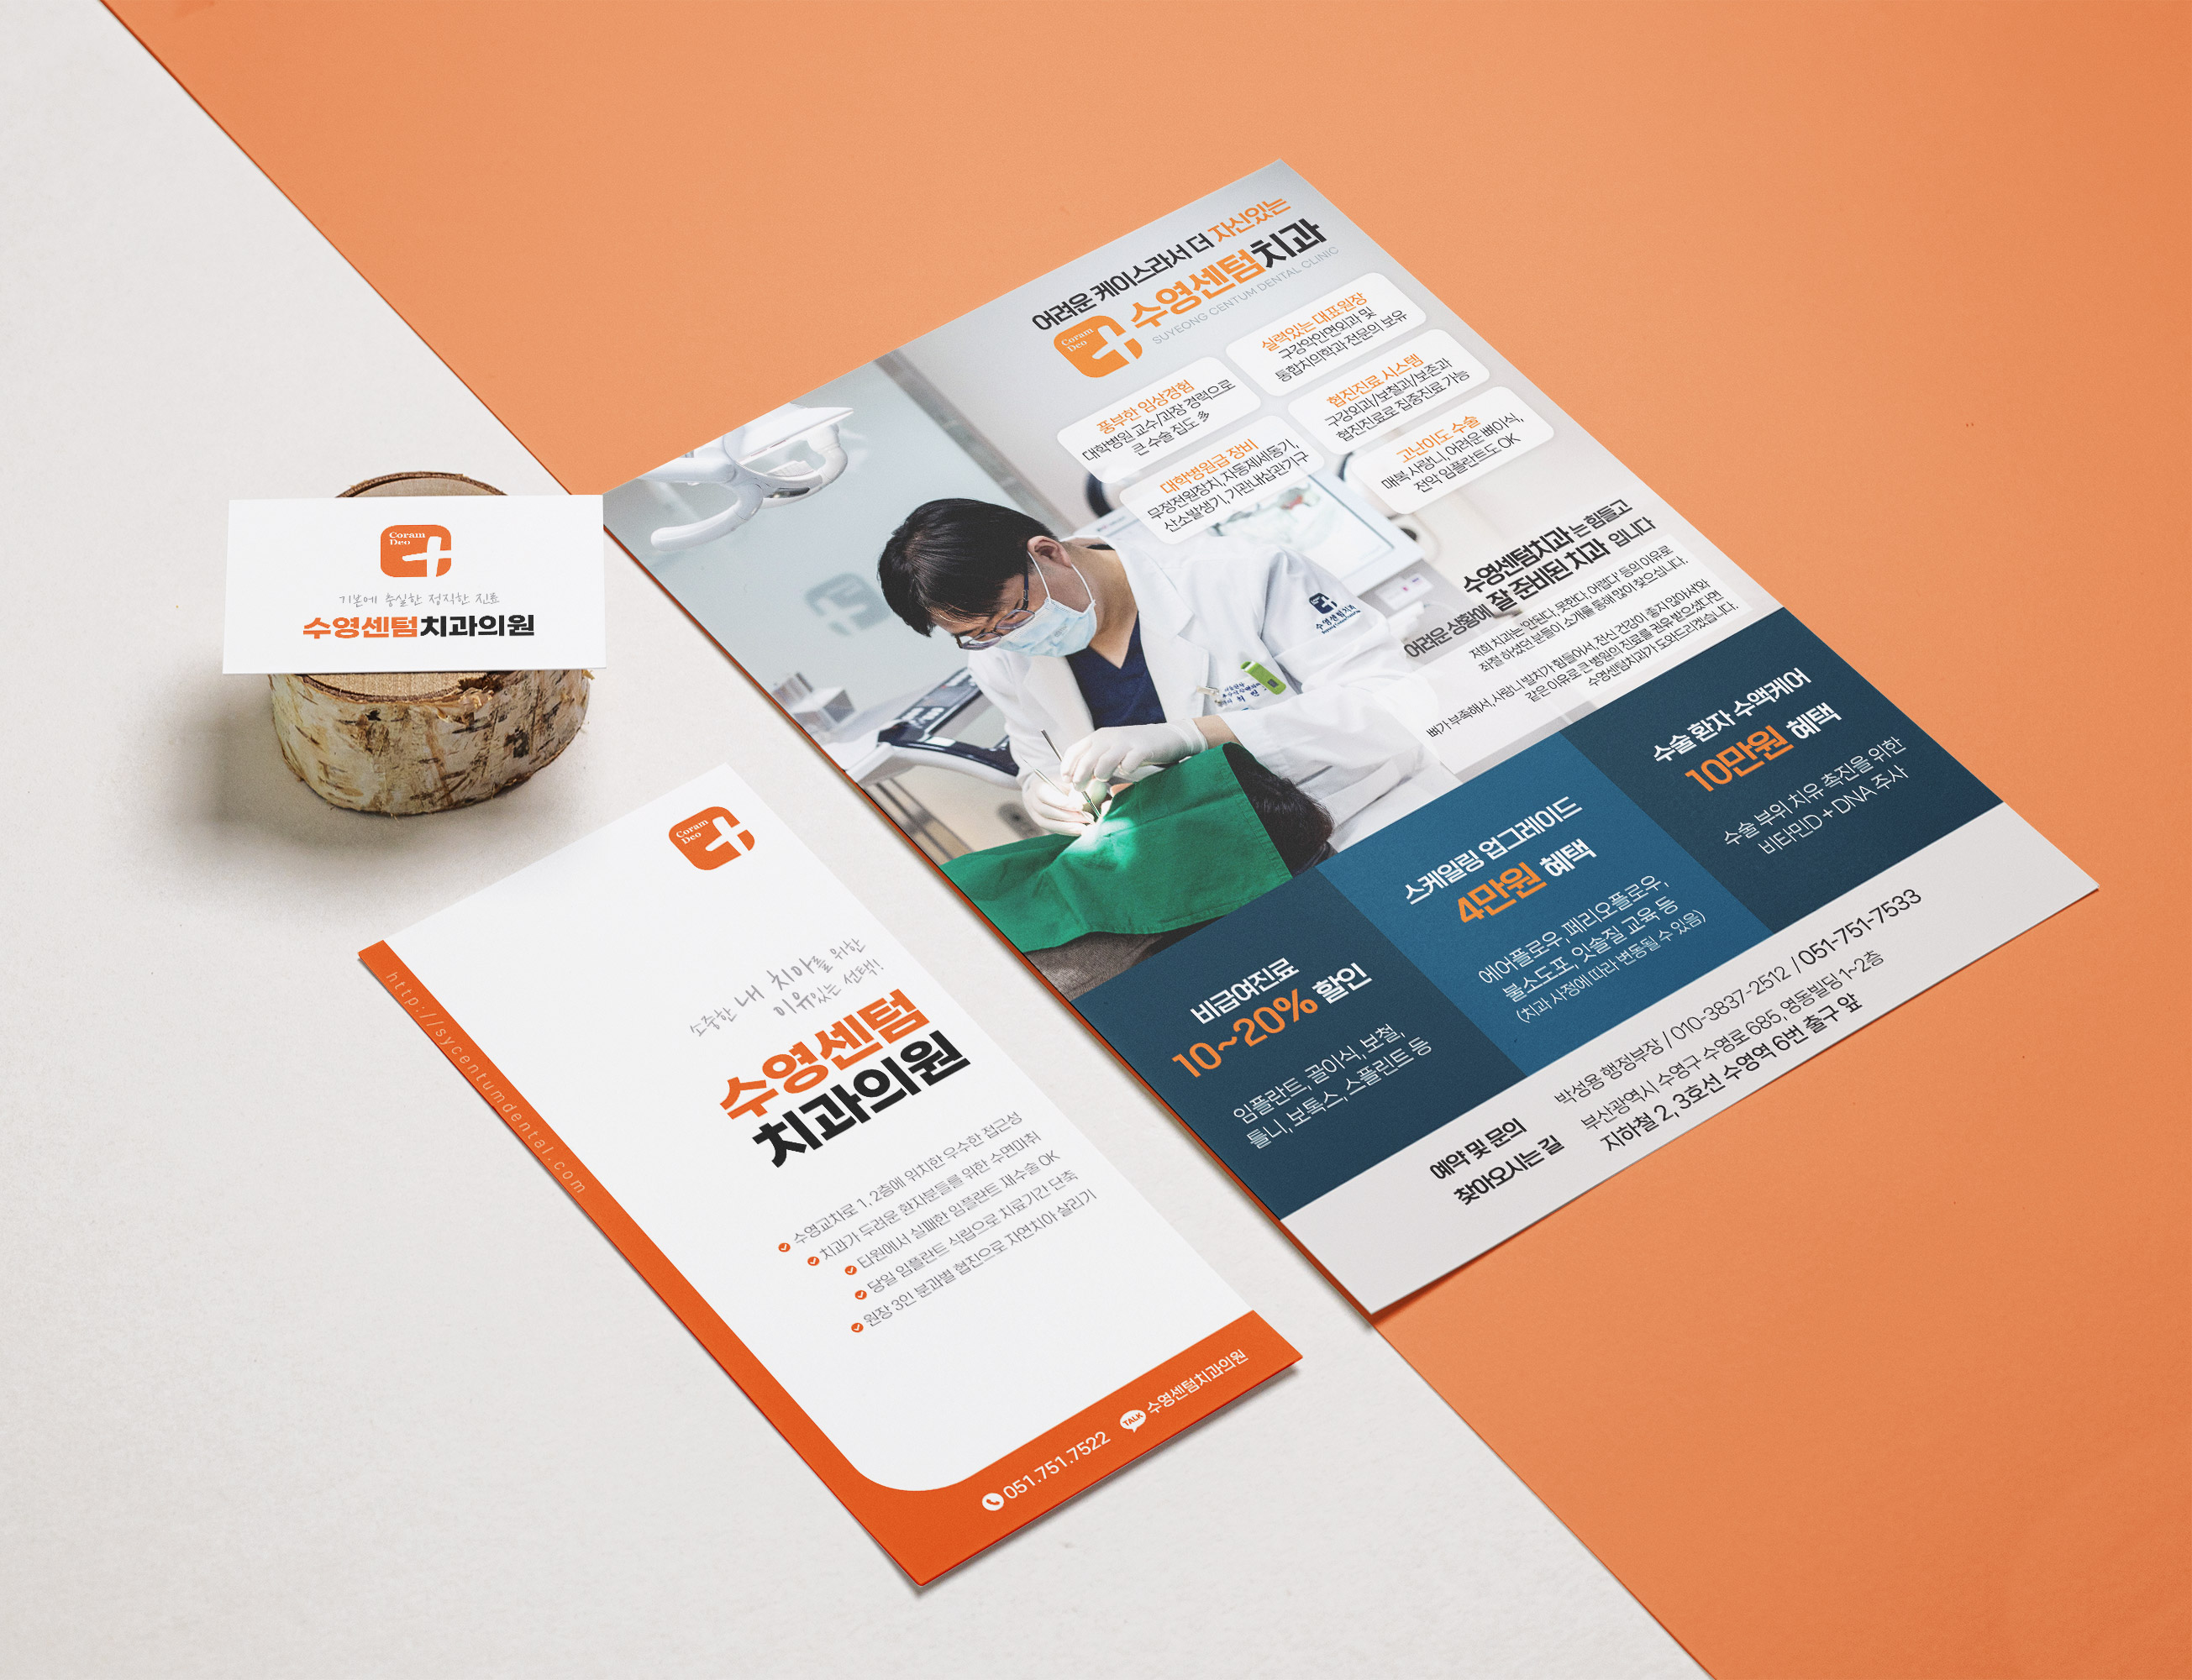 Coram
Deo
기본에 충실한 정직한 진료
수영센텀치과의원
Coram
Deo
소중한 내 치아를 위한
이유있는 선택!
수영센텀
치과의원
수영교차로 1, 2층에 위치한 우수한 접근성
치과가 두려운 환자분들를 위한 수면마취
타원에서 실패한 임플란트 재수술 OK
당일 임플란트 식립으로 치료기간 단축
원장 3인 분과별 협진으로 자연치아 살리기
http://sycentumdental.com
051.751.7522 TALK 수영센텀치과의원
어려운 케이스라서 더 자신있는
Coram
Deo
수영센텀치과
SUYEONG CENTUM DENTAL CLINIC
풍부한 임상경험
대학병원 교수/과장 경력으로
큰 수술 집도 多
실력있는 대표원장
구강악안면외과 및
통합치의학과 전문의 보유
대학병원급 장비
무정전원장치, 자동제세동기,
산소발생기, 기관내삽관기구
협진진료 시스템
구강외과/보철과/보존과
협진진료로 집중진료 가능
고난이도 수술
매복 사랑니, 어려운 뼈이식,
전악 임플란트도 OK
수영센텀치과
수영센텀치과는 힘들고
어려운 상황에 잘 준비된 치과 입니다
저희 치과는 '안된다, 못한다, 어렵다' 등의 이유로
좌절 하셨던 분들이 소개를 통해 많이 찾으십니다.
뼈가 부족해서, 사랑니 발치가 힘들어서, 전신 건강이 좋지 않아서'와
같은 이유로 큰 병원의 진료를 권유 받으셨다면
수영센텀치과가 도와드리겠습니다.
비급여진료
10~20% 할인
임플란트, 골이식, 보철,
틀니, 보톡스, 스플린트 등
스케일링 업그레이드
4만원 혜택
에어플로우, 페리오플로우,
불소도포, 잇솔질 교육 등
(치과 사정에 따라 변동될 수 있음)
수술 환자 수액케어
10만원 혜택
수술 부위 치유 촉진을 위한
비타민D + DNA 주사
예약 및 문의 박성용 행정부장 / 010-3837-2512 / 051-751-7533
찾아오시는 길 부산광역시 수영구 수영로 685, 영동빌딩 1~2층
지하철 2, 3호선 수영역 6번 출구 앞